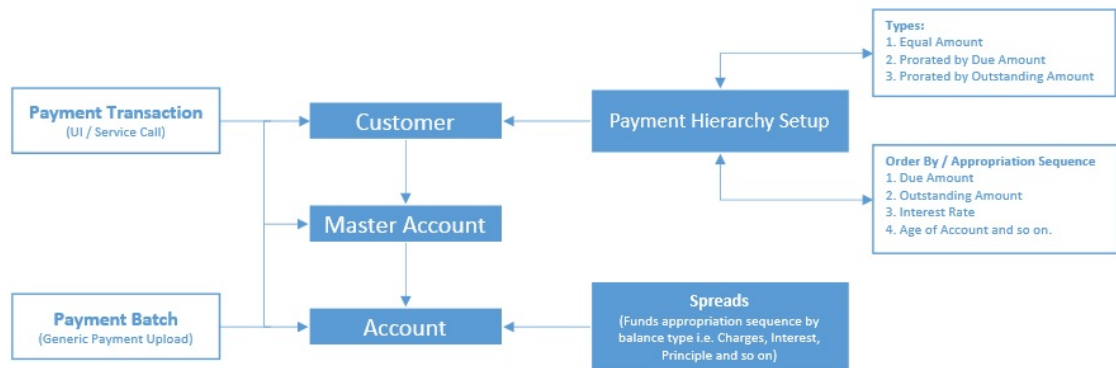 Types:
1. Equal Amount
2. Prorated by Due Amount
3. Prorated by Outstanding Amount
Payment Transaction
(UI / Service Call)
Customer
Payment Hierarchy Setup
Order By / Appropriation Sequence
1. Due Amount
2. Outstanding Amount
3. Interest Rate
4. Age of Account and so on.
Master Account
Payment Batch
(Generic Payment Upload)
Account
Spreads
(Funds appropriation sequence by
balance type i.e. Charges, Interest,
Principle and so on)